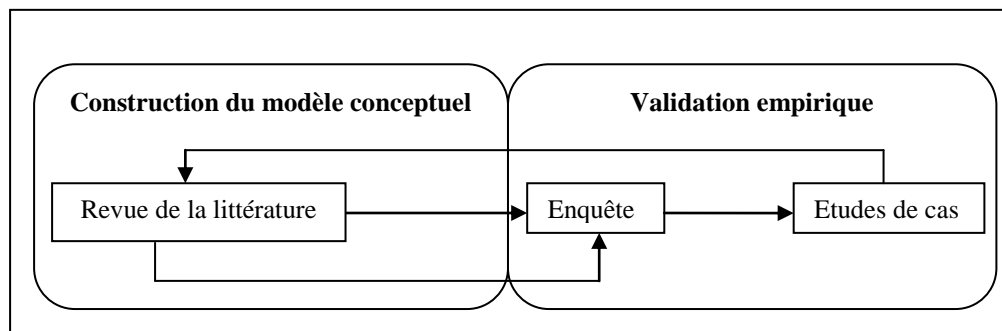 Construction du modèle conceptuel
Validation empirique
Revue de la littérature
Enquête
Etudes de cas